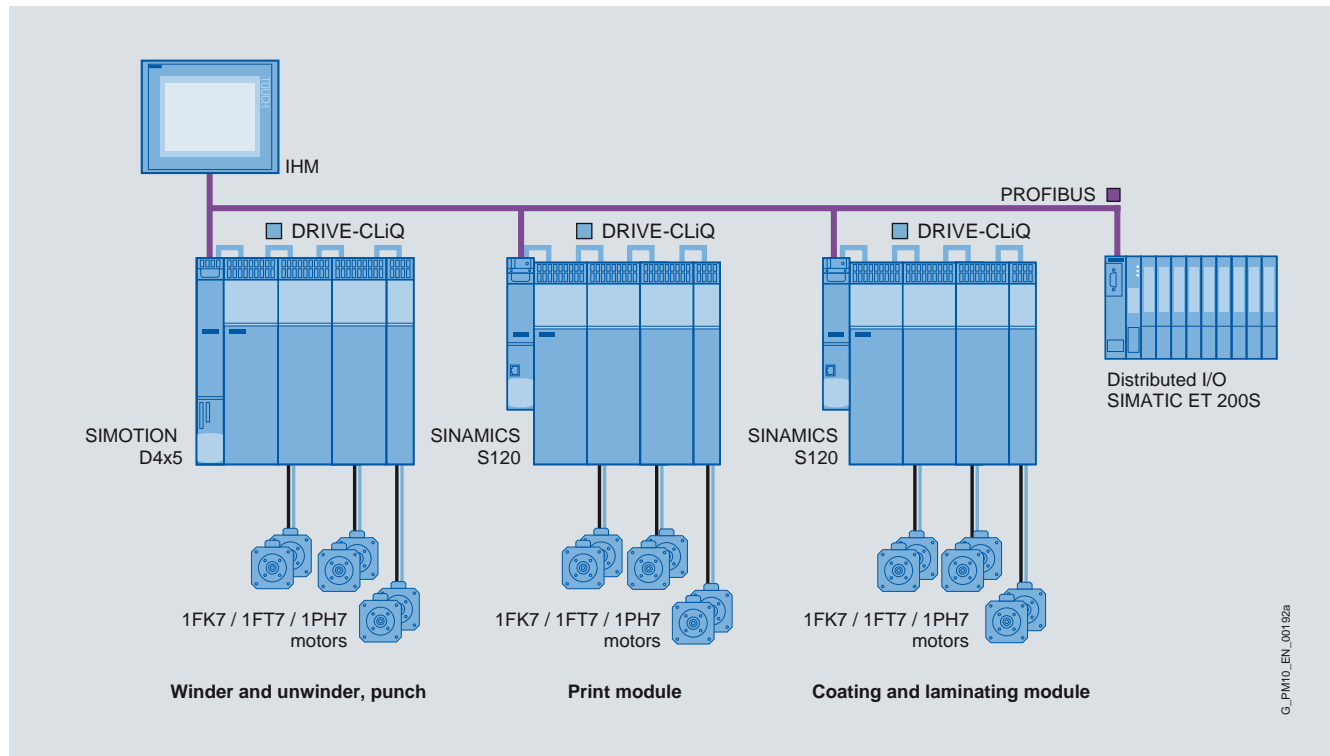 TOUCH
IHM
PROFIBUS
DRIVE-CLiQ
DRIVE-CLiQ
DRIVE-CLiQ
Distributed I/O
SIMATIC ET 200S
SIMOTION
D4x5
SINAMICS
S120
SINAMICS
S120
1FK7 / 1FT7 / 1PH7
motors
1FK7 / 1FT7 / 1PH7
motors
1FK7 / 1FT7 / 1PH7
motors
Winder and unwinder, punch
Print module
Coating and laminating module
G_PM10_EN_00192a